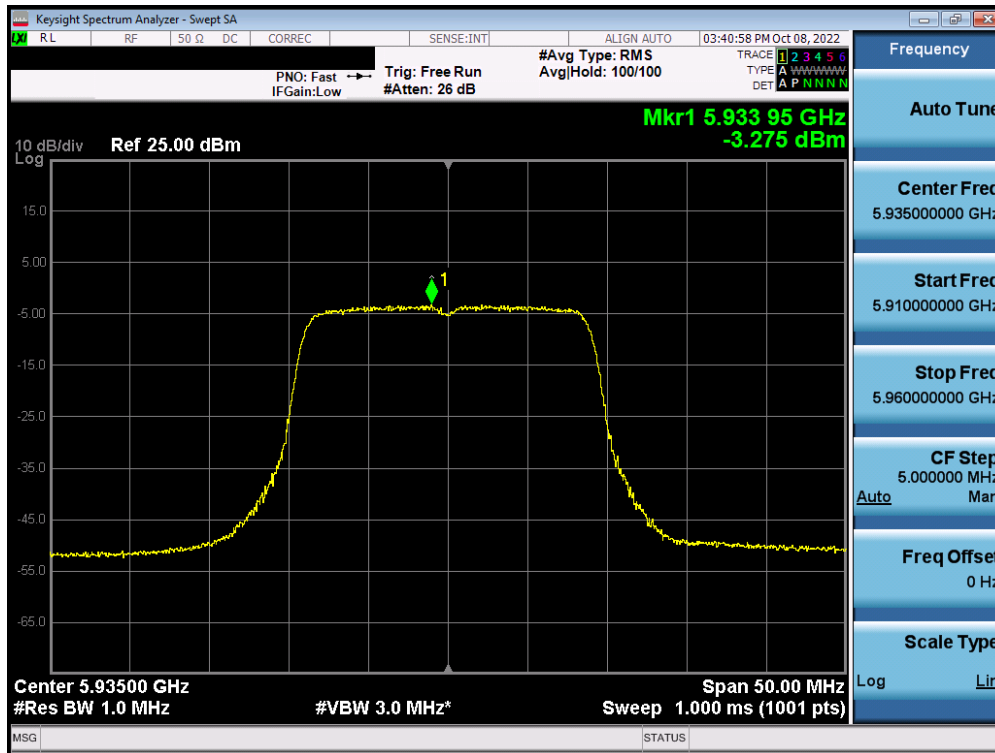 Keysight Spectrum Analyzer - Swept SA
LXI RL RF 50 Ω DC CORREC SENSE:INT ALIGN AUTO 03:40:58 PM Oct 08, 2022
PNO: Fast
IFGain:Low
Trig: Free Run
#Atten: 26 dB
#Avg Type: RMS
Avg|Hold: 100/100
TRACE 1 2 3 4 5 6
TYPE A WWWWW
DET A P N N N N
Mkr1 5.933 95 GHz
-3.275 dBm
10 dB/div
Log
Ref 25.00 dBm
15.0
5.00
-5.00
-15.0
-25.0
-35.0
-45.0
-55.0
-65.0
1
Center 5.93500 GHz
Span 50.00 MHz
#Res BW 1.0 MHz
#VBW 3.0 MHz*
Sweep 1.000 ms (1001 pts)
MSG
STATUS
Frequency
Auto Tune
Center Freq
5.935000000 GHz
Start Freq
5.910000000 GHz
Stop Freq
5.960000000 GHz
CF Step
5.000000 MHz
Auto Man
Freq Offset
0 Hz
Scale Type
Log Lin